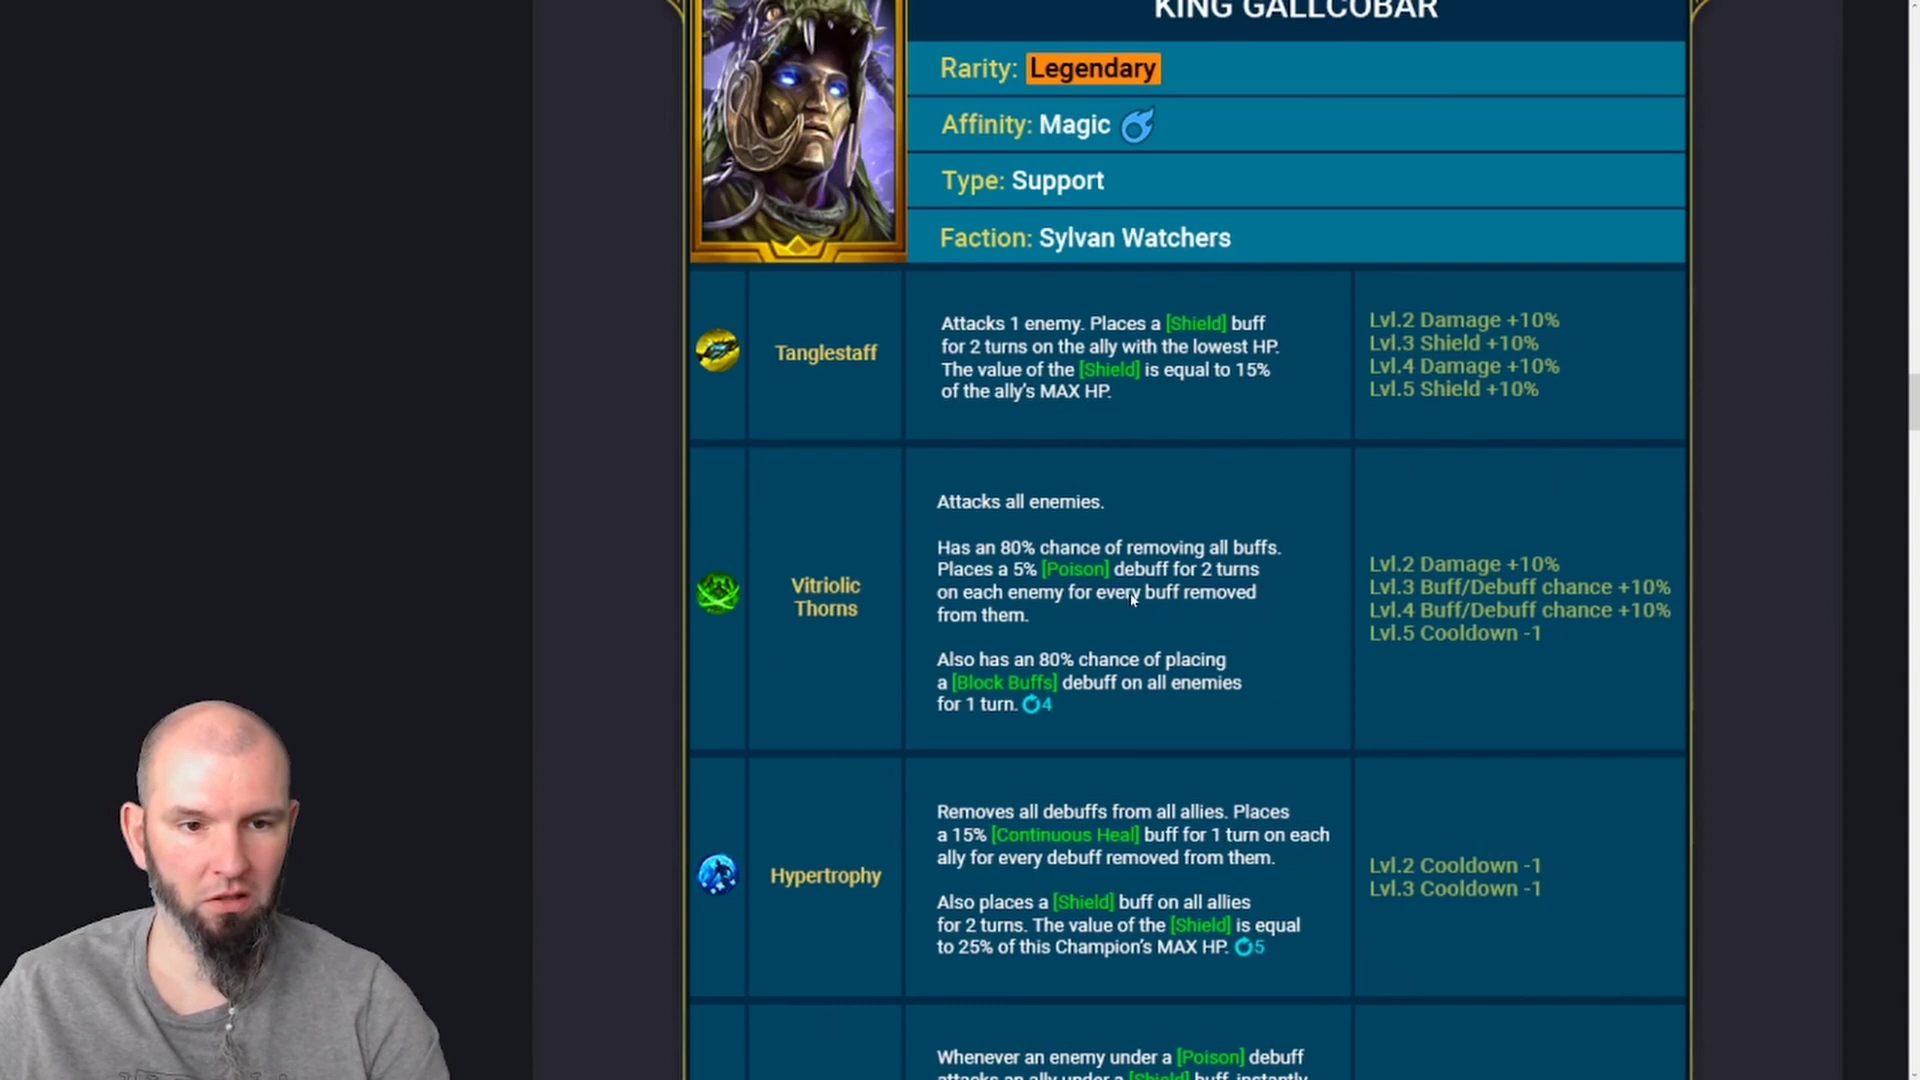 KING GALLCOBAR
Rarity: Legendary
Affinity: Magic
Type: Support
Faction: Sylvan Watchers
Tanglestaff
Attacks 1 enemy. Places a [Shield] buff
for 2 turns on the ally with the lowest HP.
The value of the [Shield] is equal to 15%
of the ally's MAX HP.
Lvl.2 Damage +10%
Lvl.3 Shield +10%
Lvl.4 Damage +10%
Lvl.5 Shield +10%
Vitriolic
Thorns
Attacks all enemies.
Has an 80% chance of removing all buffs.
Places a 5% [Poison] debuff for 2 turns
on each enemy for every buff removed
from them.
Also has an 80% chance of placing
a [Block Buffs] debuff on all enemies
for 1 turn. 4
Lvl.2 Damage +10%
Lvl.3 Buff/Debuff chance +10%
Lvl.4 Buff/Debuff chance +10%
Lvl.5 Cooldown -1
Hypertrophy
Removes all debuffs from all allies. Places
a 15% [Continuous Heal] buff for 1 turn on each
ally for every debuff removed from them.
Also places a [Shield] buff on all allies
for 2 turns. The value of the [Shield] is equal
to 25% of this Champion's MAX HP. 5
Lvl.2 Cooldown -1
Lvl.3 Cooldown -1
Whenever an enemy under a [Poison] debuff
attacks an ally under a [Shield] buff, instantly